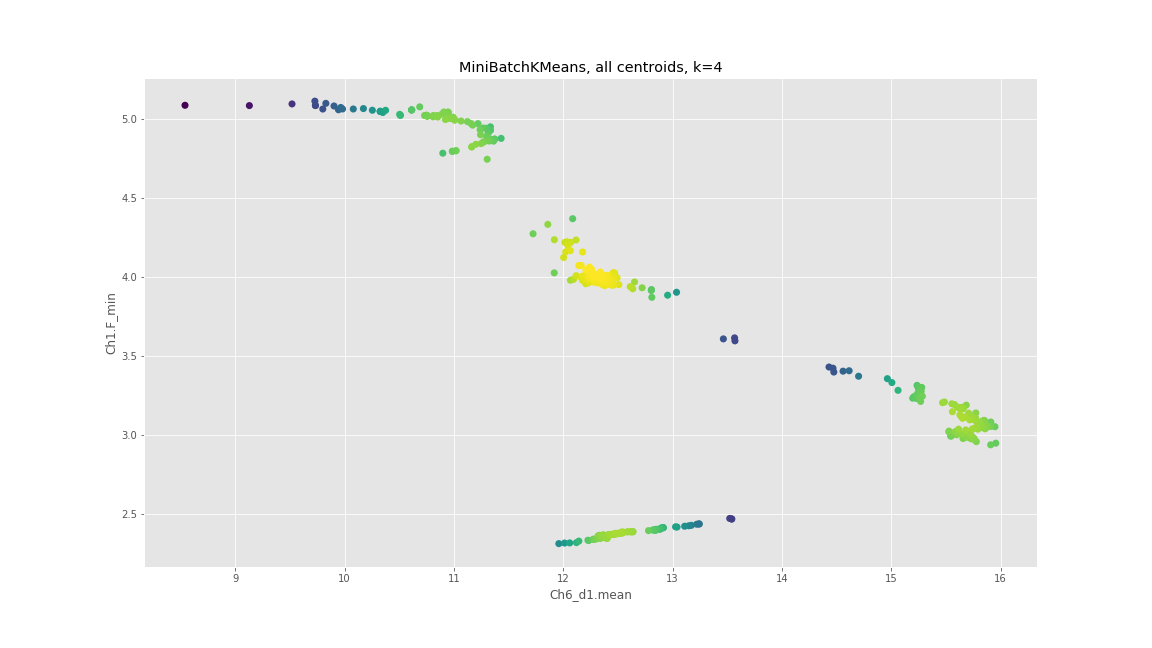 MiniBatchKMeans, all centroids, k=4
5.0
4.5
4.0
3.5
3.0
2.5
Ch1.F_min
9 10 11 12 13 14 15 16
Ch6_d1.mean